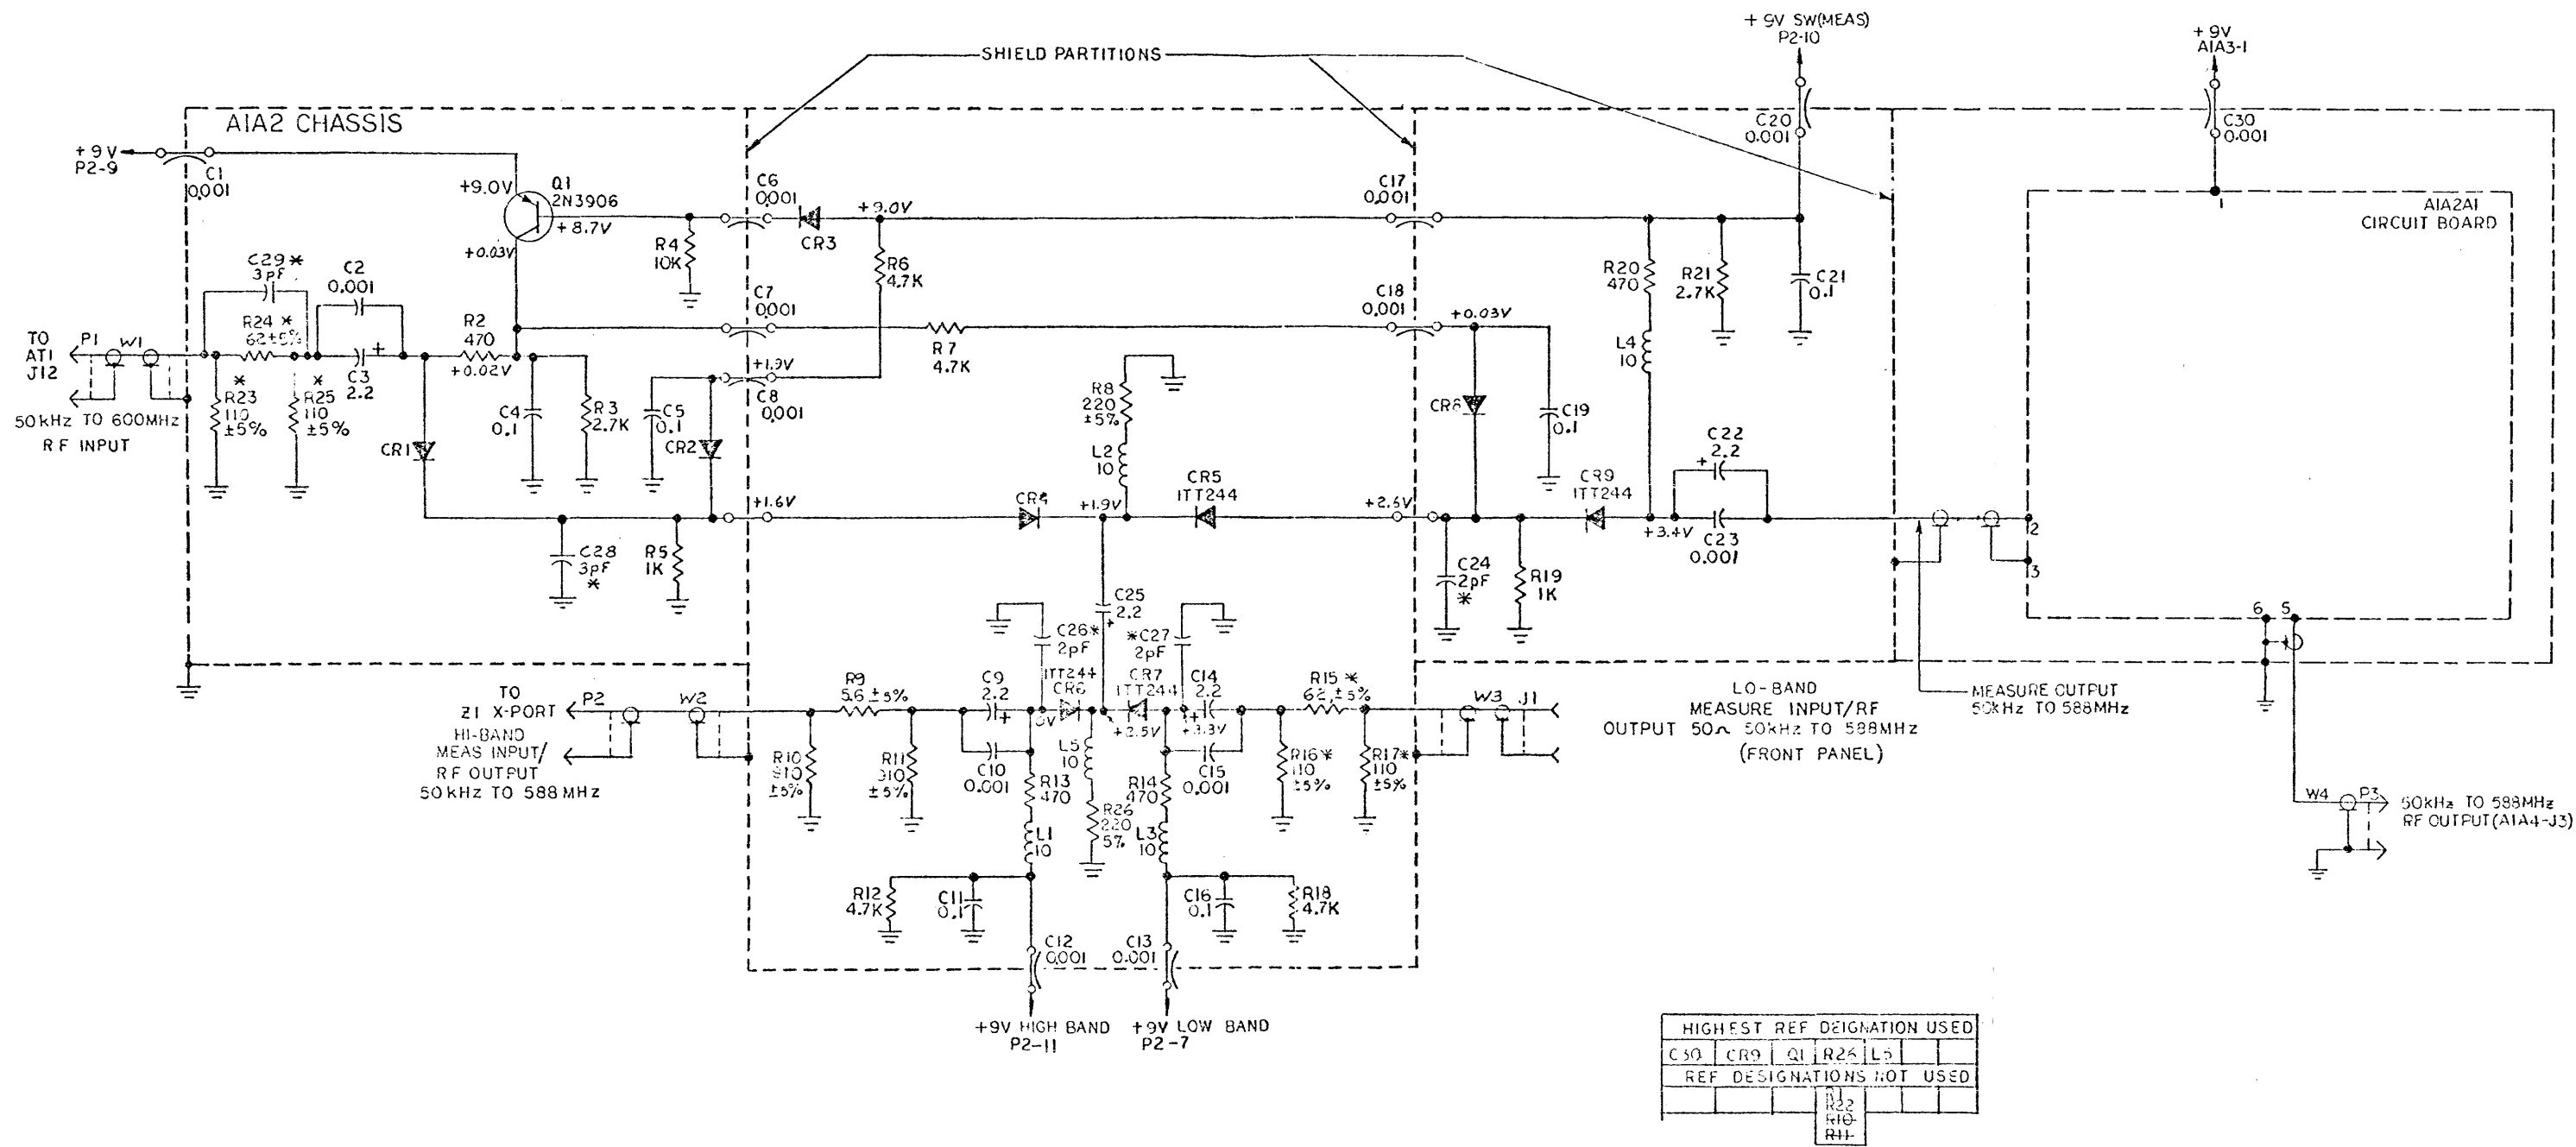 + 9V SW(MEAS)
P2-10
+ 9V
A1A3-1
SHIELD PARTITIONS
A1A2 CHASSIS
+ 9V
P2-9
C1
0.001
+9.0V
Q1
2N3906
+8.7V
+0.03V
C6
0.001
CR3
+9.0V
C17
0.001
C20
0.001
C30
0.001
1
A1A2A1
CIRCUIT BOARD
R4
10K
R6
4.7K
C29*
3pF
C2
0.001
R20
470
R21
2.7K
C21
0.1
C7
0.001
C18
0.001
+0.03V
TO
AT1
J12
P1
W1
R24 *
62±5%
C3
2.2
+
R2
470
+0.02V
R7
4.7K
L4
10
+1.9V
C8
0.001
*
R23
110
±5%
*
R25
110
±5%
50kHz TO 600MHz
RF INPUT
C4
0.1
R3
2.7K
C5
0.1
CR1
CR2
R8
220
±5%
L2
10
CR8
C19
0.1
C22
2.2
+
CR4
+1.9V
CR5
ITT244
+1.6V
+2.6V
CR9
ITT244
+3.4V
C23
0.001
2
3
C28
3pF
*
R5
1K
C24
2pF
*
R19
1K
C25
2.2
+
C26*
2pF
*C27
2pF
6
5
ITT244
CR6
CR7
ITT244
TO
Z1 X-PORT
P2
W2
HI-BAND
MEAS INPUT/
RF OUTPUT
50kHz TO 588MHz
R9
5.6±5%
C9
2.2
+
+2.5V
C14
2.2
+
+3.3V
R15 *
62±5%
W3
J1
LO-BAND
MEASURE INPUT/RF
OUTPUT 50Ω 50kHz TO 588MHz
(FRONT PANEL)
MEASURE OUTPUT
50kHz TO 588MHz
R10
910
±5%
R11
910
±5%
C10
0.001
L5
10
R13
470
R14
470
C15
0.001
R16*
110
±5%
R17*
110
±5%
L1
10
R26
220
5%
L3
10
W4
P3
50kHz TO 588MHz
RF OUTPUT(A1A4-J3)
R12
4.7K
C11
0.1
C16
0.1
R18
4.7K
C12
0.001
C13
0.001
+9V HIGH BAND
P2-11
+9V LOW BAND
P2-7
HIGHEST REF DEIGNATION USED
C30 CR9 Q1 R26 L5
REF DESIGNATIONS NOT USED
R1
R22
R10
R11